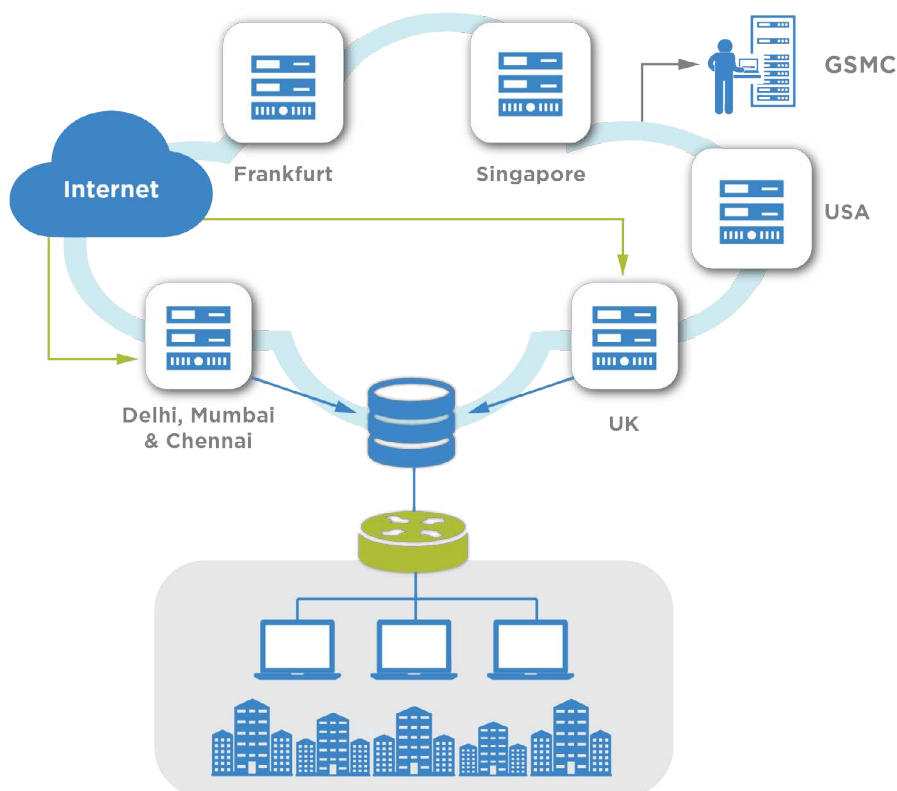 GSMC
Frankfurt
Singapore
Internet
USA
Delhi, Mumbai
& Chennai
UK